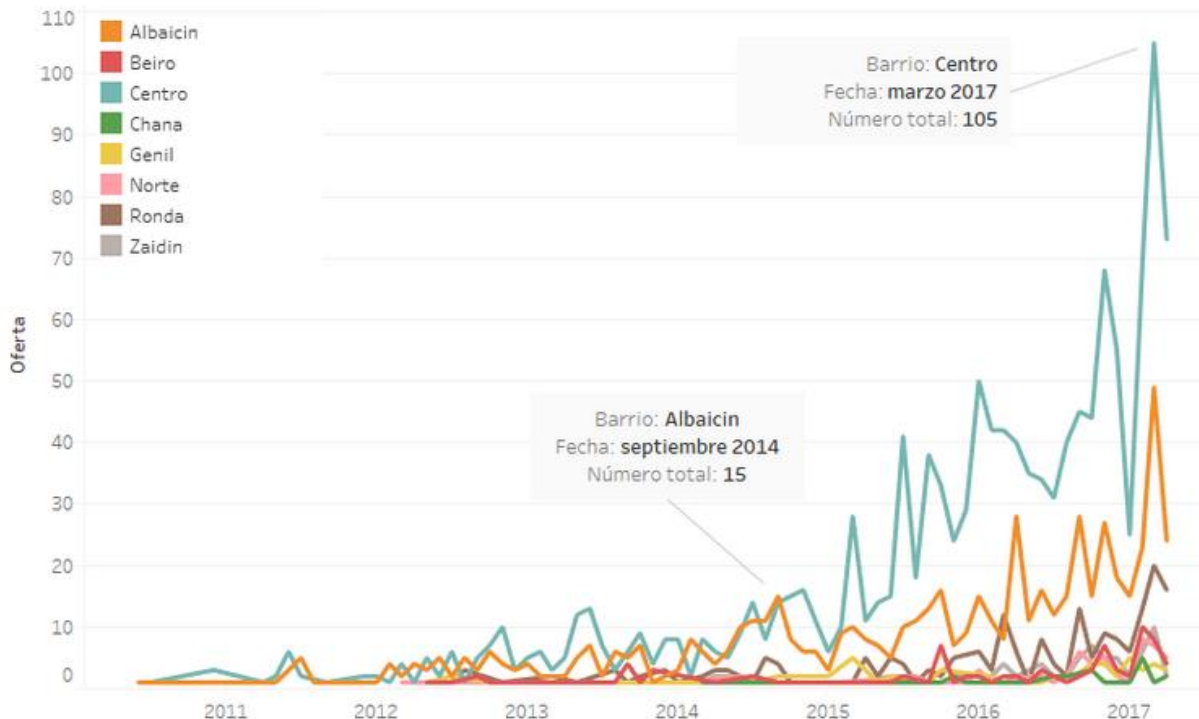 110
100
90
80
70
60
50
40
30
20
10
0
Oferta
Albaicin
Beiro
Centro
Chana
Genil
Norte
Ronda
Zaidin
Barrio: Centro
Fecha: marzo 2017
Número total: 105
Barrio: Albaicin
Fecha: septiembre 2014
Número total: 15
2011 2012 2013 2014 2015 2016 2017